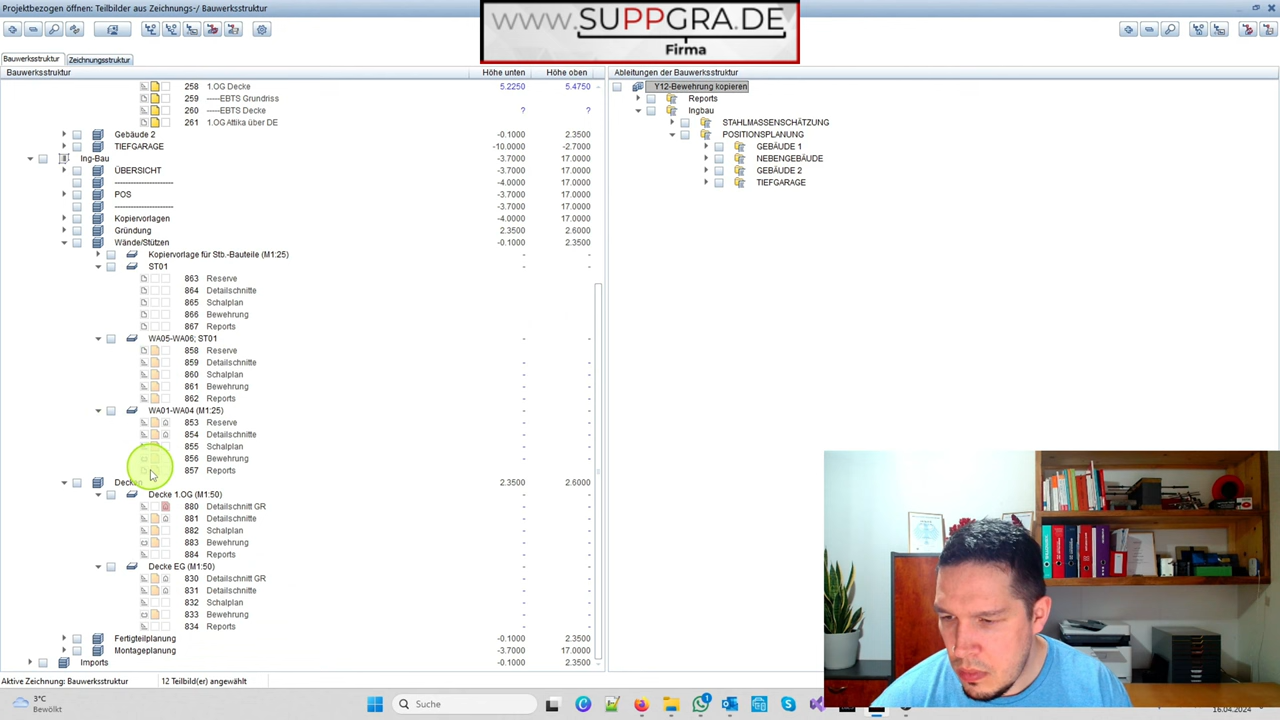 Projektbezogen öffnen: Teilbilder aus Zeichnungs-/ Bauwerksstruktur
www.SUPPGRA.DE
Firma
Bauwerksstruktur
Zeichnungsstruktur
Bauwerksstruktur Höhe unten Höhe oben
258 1.OG Decke 5.2250 5.4750
259 -----EBTS Grundriss
260 -----EBTS Decke ? ?
261 1.OG Attika über DE
Gebäude 2 -0.1000 2.3500
TIEFGARAGE -10.0000 -2.7000
Ing-Bau -3.7000 17.0000
ÜBERSICHT -3.7000 17.0000
---------------------- -4.0000 17.0000
POS -3.7000 17.0000
---------------------- -3.7000 17.0000
Kopiervorlagen -4.0000 17.0000
Gründung 2.3500 2.6000
Wände/Stützen -0.1000 2.3500
Kopiervorlage für Stb.-Bauteile (M1:25) - -
ST01 - -
863 Reserve - -
864 Detailschnitte - -
865 Schalplan - -
866 Bewehrung - -
867 Reports - -
WA05-WA06; ST01 - -
858 Reserve - -
859 Detailschnitte - -
860 Schalplan - -
861 Bewehrung - -
862 Reports - -
WA01-WA04 (M1:25) - -
853 Reserve - -
854 Detailschnitte - -
855 Schalplan - -
856 Bewehrung - -
857 Reports - -
Decken 2.3500 2.6000
Decke 1.OG (M1:50) - -
880 Detailschnitt GR - -
881 Detailschnitte - -
882 Schalplan - -
883 Bewehrung - -
884 Reports - -
Decke EG (M1:50) - -
830 Detailschnitt GR - -
831 Detailschnitte - -
832 Schalplan - -
833 Bewehrung - -
834 Reports - -
Fertigteilplanung -0.1000 2.3500
Montageplanung -3.7000 17.0000
Imports -0.1000 2.3500
Ableitungen der Bauwerksstruktur
Y12-Bewehrung kopieren
Reports
Ingbau
STAHLMASSENSCHÄTZUNG
POSITIONSPLANUNG
GEBÄUDE 1
NEBENGEBÄUDE
GEBÄUDE 2
TIEFGARAGE
Aktive Zeichnung: Bauwerksstruktur 12 Teilbild(er) angewählt
3°C
Bewölkt
Suche
16.04.2024